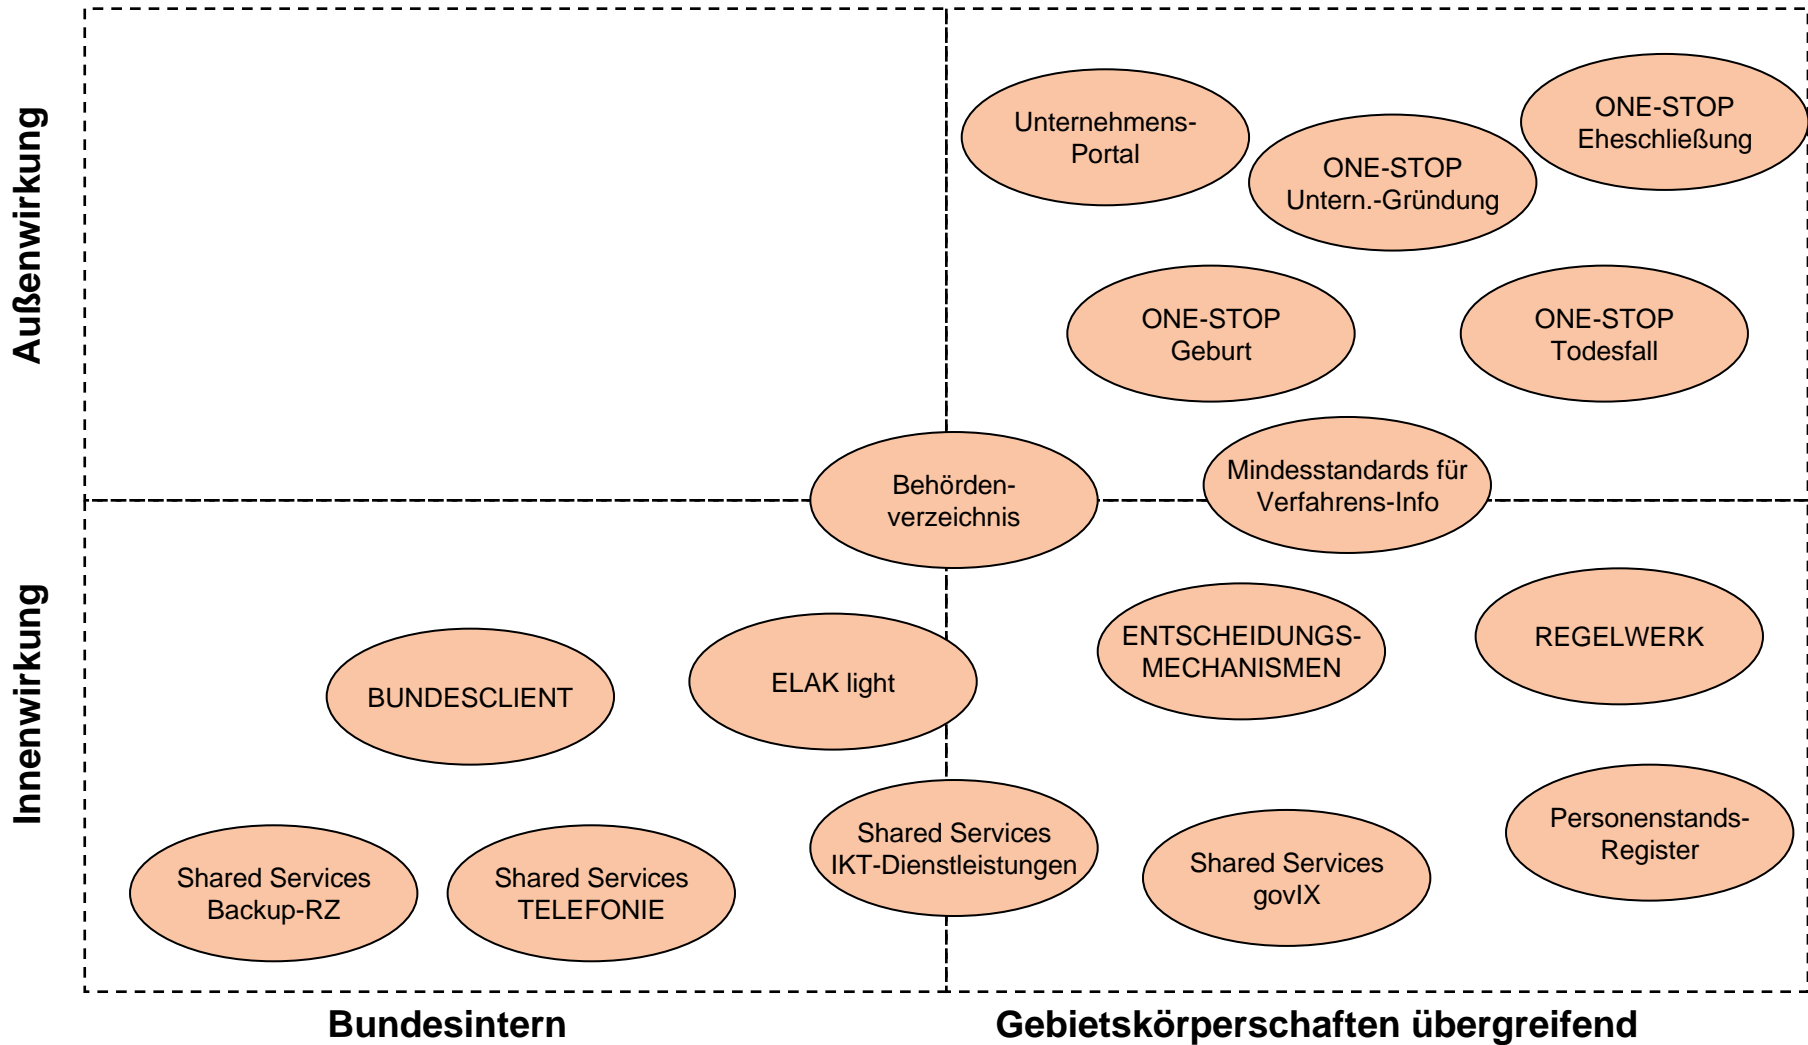 Außenwirkung
Unternehmens-
Portal
ONE-STOP
Untern.-Gründung
ONE-STOP
Eheschließung
ONE-STOP
Geburt
ONE-STOP
Todesfall
Behörden-
verzeichnis
Mindesstandards für
Verfahrens-Info
Innenwirkung
BUNDESCLIENT
ELAK light
ENTSCHEIDUNGS-
MECHANISMEN
REGELWERK
Shared Services
Backup-RZ
Shared Services
TELEFONIE
Shared Services
IKT-Dienstleistungen
Shared Services
govIX
Personenstands-
Register
Bundesintern
Gebietskörperschaften übergreifend